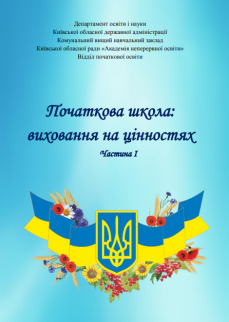 Департамент освіти і науки
Київської обласної державної адміністрації
Комунальний вищий навчальний заклад
Київської обласної ради «Академія неперервної освіти»
Відділ початкової освіти
Початкова школа:
виховання на цінностях
Частина І